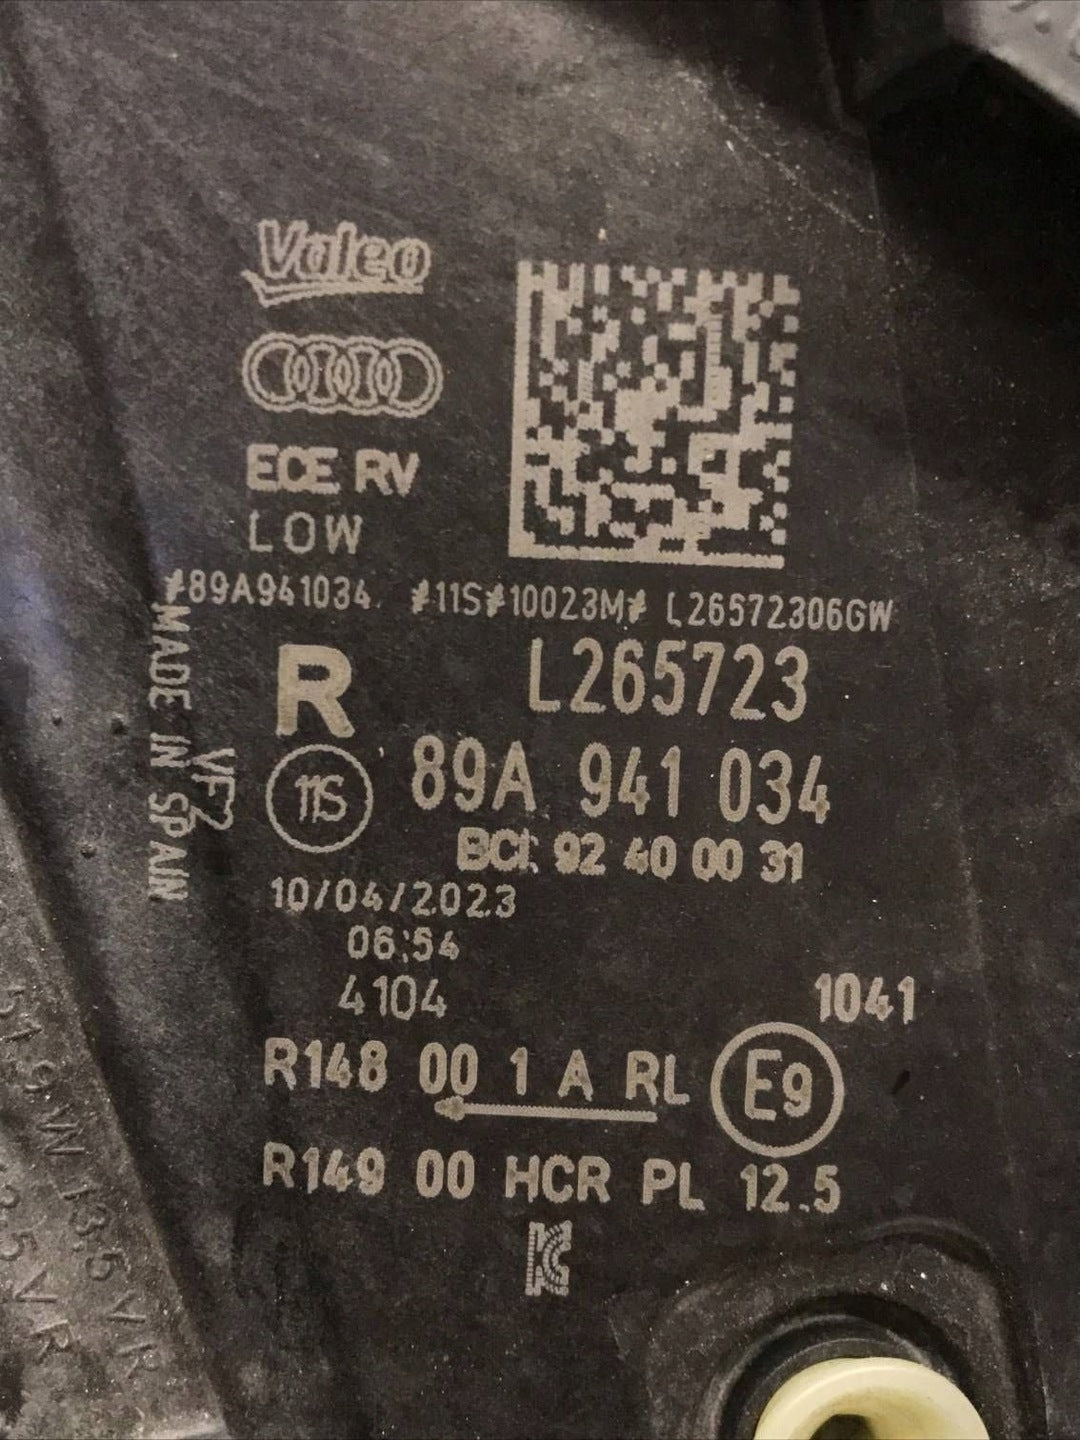 Valeo
ECE RV
LOW
#89A941034 #11S#10023M# L26572306GW
MADE IN SPAIN
VF2
R
L265723
11S
89A 941 034
BCI: 92 40 00 31
10/04/2023
06:54
4104
1041
R148 00 1 A RL
E9
R149 00 HCR PL 12.5